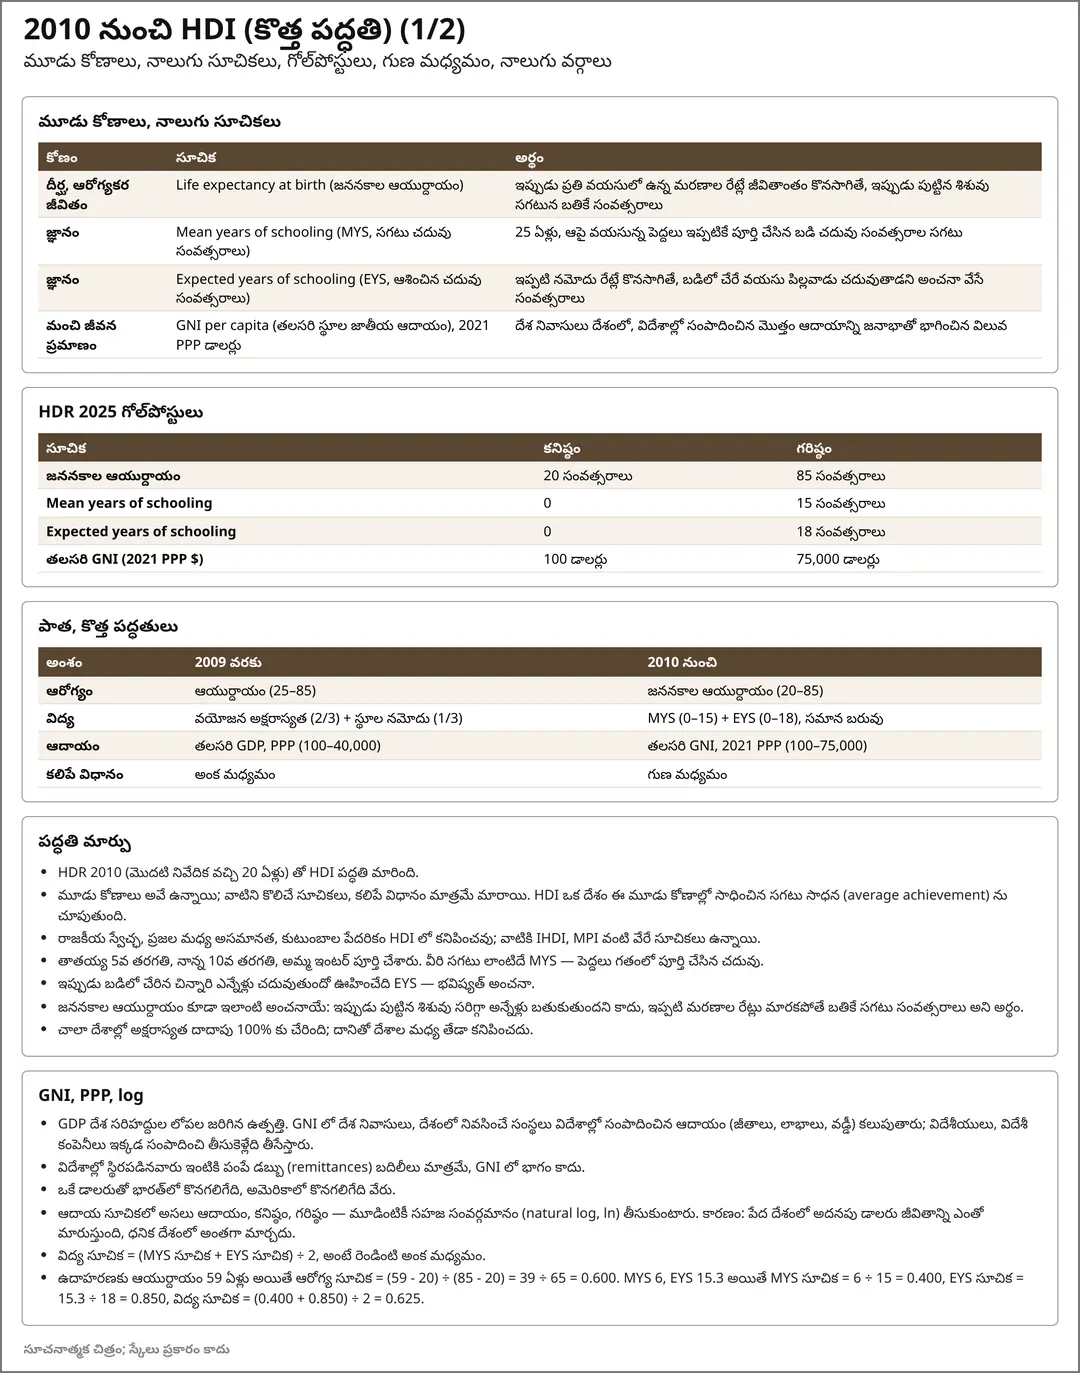 2010 నుంచి HDI (కొత్త పద్ధతి) (1/2)
మూడు కోణాలు, నాలుగు సూచికలు, గోల్‌పోస్టులు, గుణ మధ్యమం, నాలుగు వర్గాలు
మూడు కోణాలు, నాలుగు సూచికలు
కోణం సూచిక అర్థం
దీర్ఘ, ఆరోగ్యకర Life expectancy at birth (జననకాల ఆయుర్దాయం) ఇప్పుడు ప్రతి వయసులో ఉన్న మరణాల రేట్లే జీవితాంతం కొనసాగితే, ఇప్పుడు పుట్టిన శిశువు
జీవితం సగటున బతికే సంవత్సరాలు
జ్ఞానం Mean years of schooling (MYS, సగటు చదువు 25 ఏళ్లు, ఆపై వయసున్న పెద్దలు ఇప్పటికే పూర్తి చేసిన బడి చదువు సంవత్సరాల సగటు
సంవత్సరాలు)
జ్ఞానం Expected years of schooling (EYS, ఆశించిన చదువు ఇప్పటి నమోదు రేట్లే కొనసాగితే, బడిలో చేరే వయసు పిల్లవాడు చదువుతాడని అంచనా వేసే
సంవత్సరాలు) సంవత్సరాలు
మంచి జీవన GNI per capita (తలసరి స్థూల జాతీయ ఆదాయం), 2021 దేశ నివాసులు దేశంలో, విదేశాల్లో సంపాదించిన మొత్తం ఆదాయాన్ని జనాభాతో భాగించిన విలువ
ప్రమాణం PPP డాలర్లు
HDR 2025 గోల్‌పోస్టులు
సూచిక కనిష్ఠం గరిష్ఠం
జననకాల ఆయుర్దాయం 20 సంవత్సరాలు 85 సంవత్సరాలు
Mean years of schooling 0 15 సంవత్సరాలు
Expected years of schooling 0 18 సంవత్సరాలు
తలసరి GNI (2021 PPP $) 100 డాలర్లు 75,000 డాలర్లు
పాత, కొత్త పద్ధతులు
అంశం 2009 వరకు 2010 నుంచి
ఆరోగ్యం ఆయుర్దాయం (25–85) జననకాల ఆయుర్దాయం (20–85)
విద్య వయోజన అక్షరాస్యత (2/3) + స్థూల నమోదు (1/3) MYS (0–15) + EYS (0–18), సమాన బరువు
ఆదాయం తలసరి GDP, PPP (100–40,000) తలసరి GNI, 2021 PPP (100–75,000)
కలిపే విధానం అంక మధ్యమం గుణ మధ్యమం
పద్ధతి మార్పు
• HDR 2010 (మొదటి నివేదిక వచ్చి 20 ఏళ్లు) తో HDI పద్ధతి మారింది.
• మూడు కోణాలు అవే ఉన్నాయి; వాటిని కొలిచే సూచికలు, కలిపే విధానం మాత్రమే మారాయి. HDI ఒక దేశం ఈ మూడు కోణాల్లో సాధించిన సగటు సాధన (average achievement) ను
చూపుతుంది.
• రాజకీయ స్వేచ్ఛ, ప్రజల మధ్య అసమానత, కుటుంబాల పేదరికం HDI లో కనిపించవు; వాటికి IHDI, MPI వంటి వేరే సూచికలు ఉన్నాయి.
• తాతయ్య 5వ తరగతి, నాన్న 10వ తరగతి, అమ్మ ఇంటర్ పూర్తి చేశారు. వీరి సగటు లాంటిదే MYS — పెద్దలు గతంలో పూర్తి చేసిన చదువు.
• ఇప్పుడు బడిలో చేరిన చిన్నారి ఎన్నేళ్లు చదువుతుందో ఊహించేది EYS — భవిష్యత్ అంచనా.
• జననకాల ఆయుర్దాయం కూడా ఇలాంటి అంచనాయే: ఇప్పుడు పుట్టిన శిశువు సరిగ్గా అన్నేళ్లు బతుకుతుందని కాదు, ఇప్పటి మరణాల రేట్లు మారకపోతే బతికే సగటు సంవత్సరాలు అని అర్థం.
• చాలా దేశాల్లో అక్షరాస్యత దాదాపు 100% కు చేరింది; దానితో దేశాల మధ్య తేడా కనిపించదు.
GNI, PPP, log
• GDP దేశ సరిహద్దుల లోపల జరిగిన ఉత్పత్తి. GNI లో దేశ నివాసులు, దేశంలో నివసించే సంస్థలు విదేశాల్లో సంపాదించిన ఆదాయం (జీతాలు, లాభాలు, వడ్డీ) కలుపుతారు; విదేశీయులు, విదేశీ
కంపెనీలు ఇక్కడ సంపాదించి తీసుకెళ్లేది తీసేస్తారు.
• విదేశాల్లో స్థిరపడినవారు ఇంటికి పంపే డబ్బు (remittances) బదిలీలు మాత్రమే, GNI లో భాగం కాదు.
• ఒకే డాలరుతో భారత్‌లో కొనగలిగేది, అమెరికాలో కొనగలిగేది వేరు.
• ఆదాయ సూచికలో అసలు ఆదాయం, కనిష్ఠం, గరిష్ఠం — మూడింటికీ సహజ సంవర్గమానం (natural log, ln) తీసుకుంటారు. కారణం: పేద దేశంలో అదనపు డాలరు జీవితాన్ని ఎంతో
మారుస్తుంది, ధనిక దేశంలో అంతగా మార్చదు.
• విద్య సూచిక = (MYS సూచిక + EYS సూచిక) ÷ 2, అంటే రెండింటి అంక మధ్యమం.
• ఉదాహరణకు ఆయుర్దాయం 59 ఏళ్లు అయితే ఆరోగ్య సూచిక = (59 - 20) ÷ (85 - 20) = 39 ÷ 65 = 0.600. MYS 6, EYS 15.3 అయితే MYS సూచిక = 6 ÷ 15 = 0.400, EYS సూచిక =
15.3 ÷ 18 = 0.850, విద్య సూచిక = (0.400 + 0.850) ÷ 2 = 0.625.
సూచనాత్మక చిత్రం; స్కేలు ప్రకారం కాదు